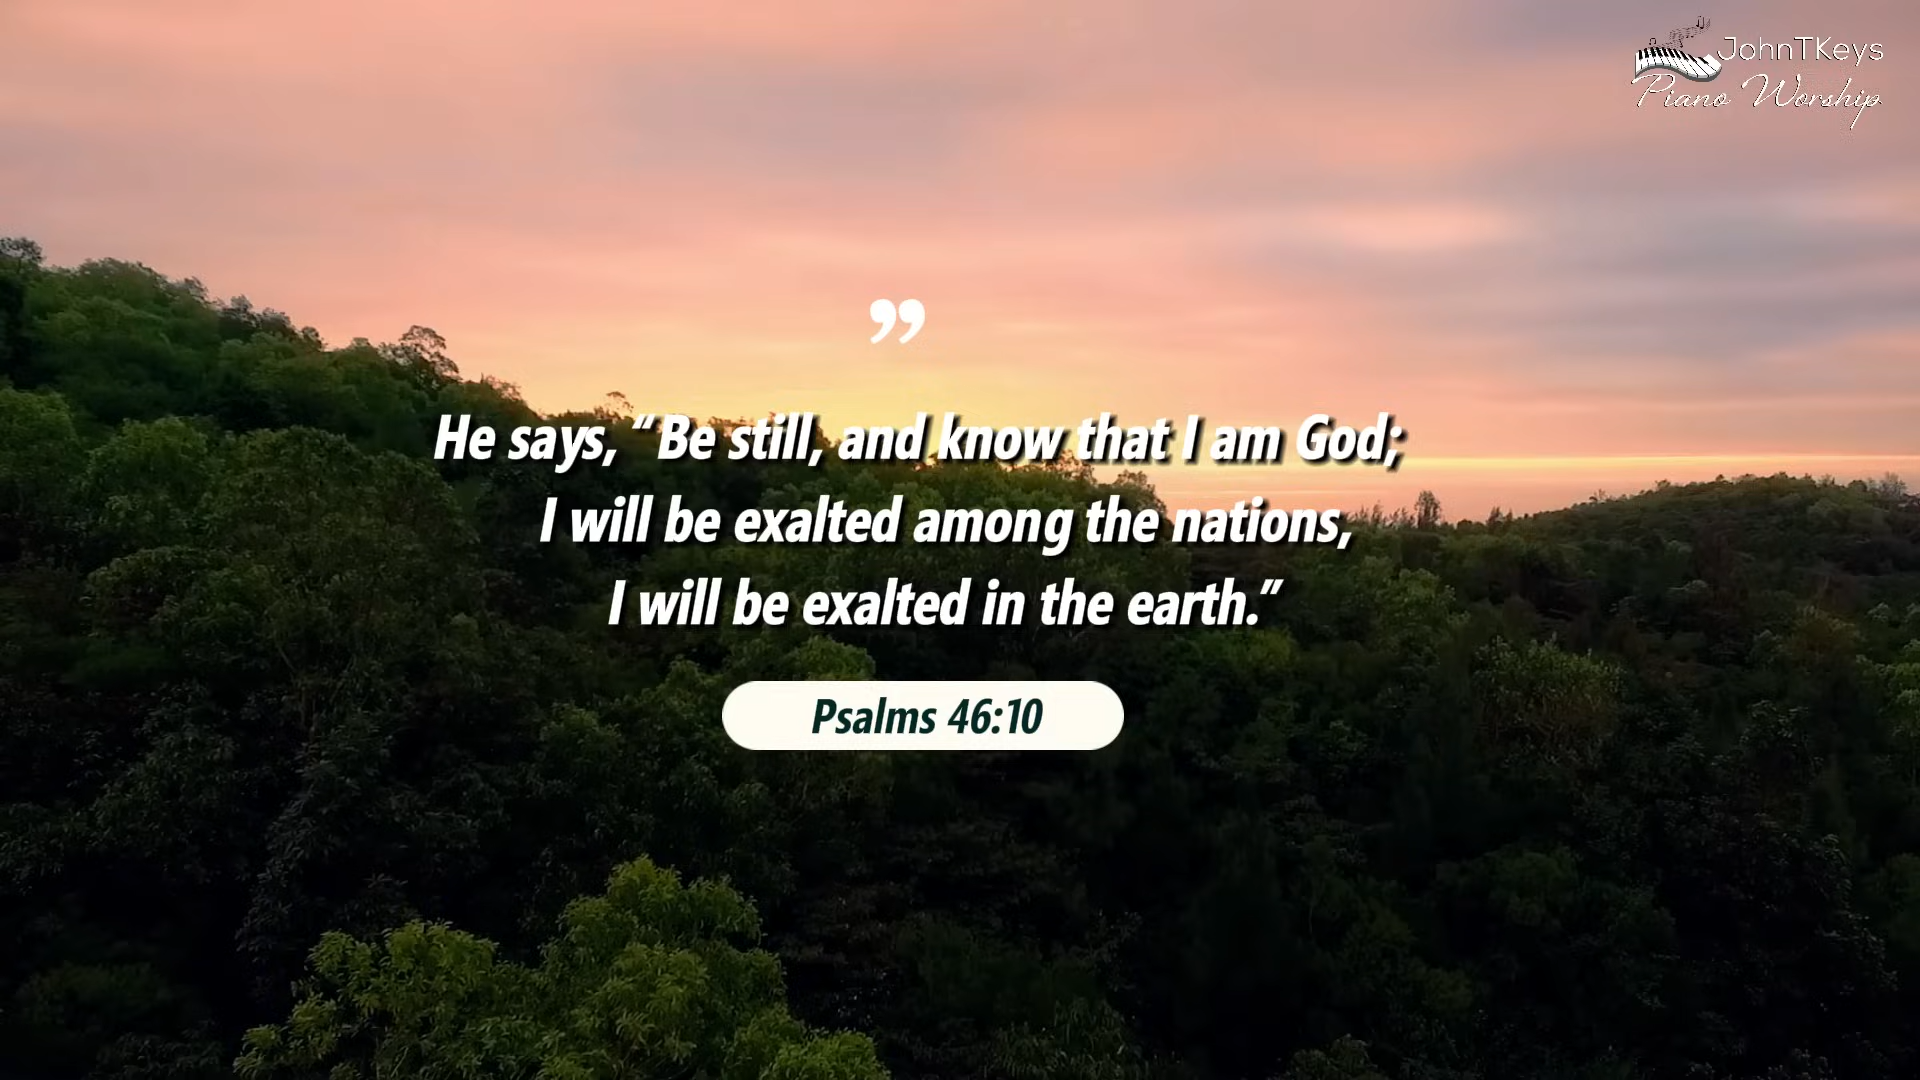 JohnTKeys
Piano Worship
”
He says, “Be still, and know that I am God;
I will be exalted among the nations,
I will be exalted in the earth.”
Psalms 46:10